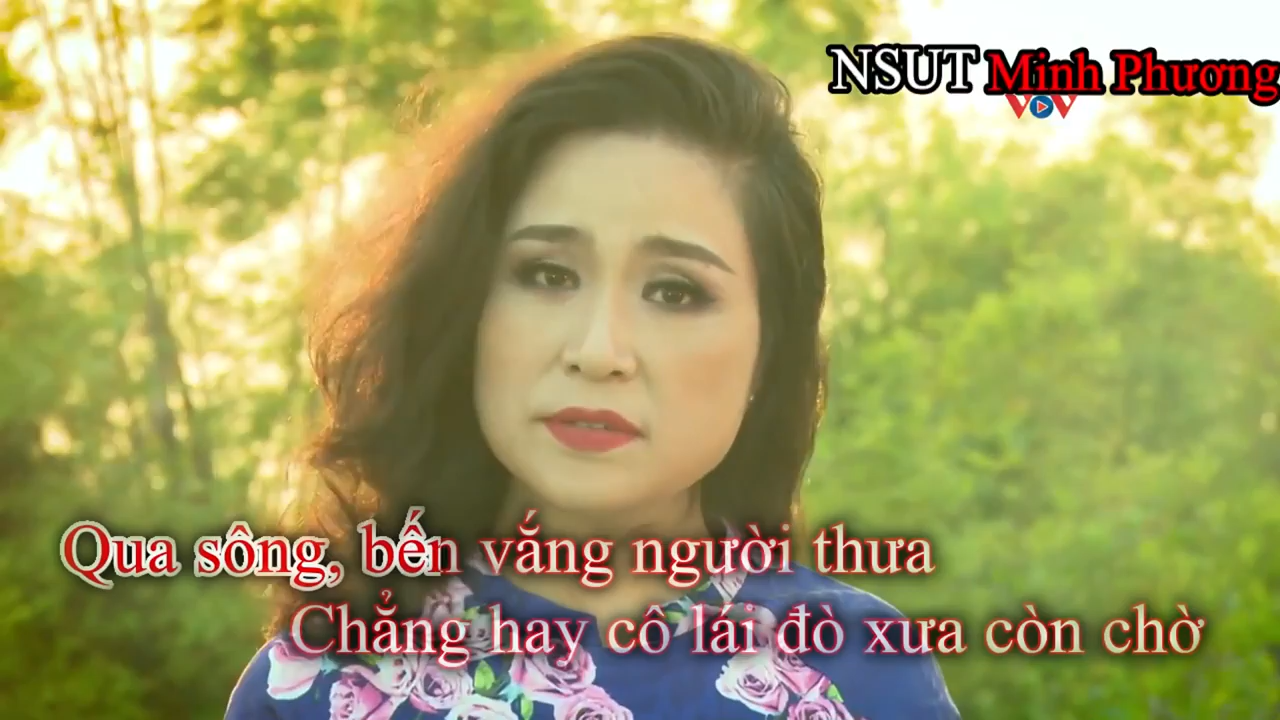 NSUT Minh Phương
VOV
Qua sông, bến vắng người thưa
Chẳng hay cô lái đò xưa còn chờ